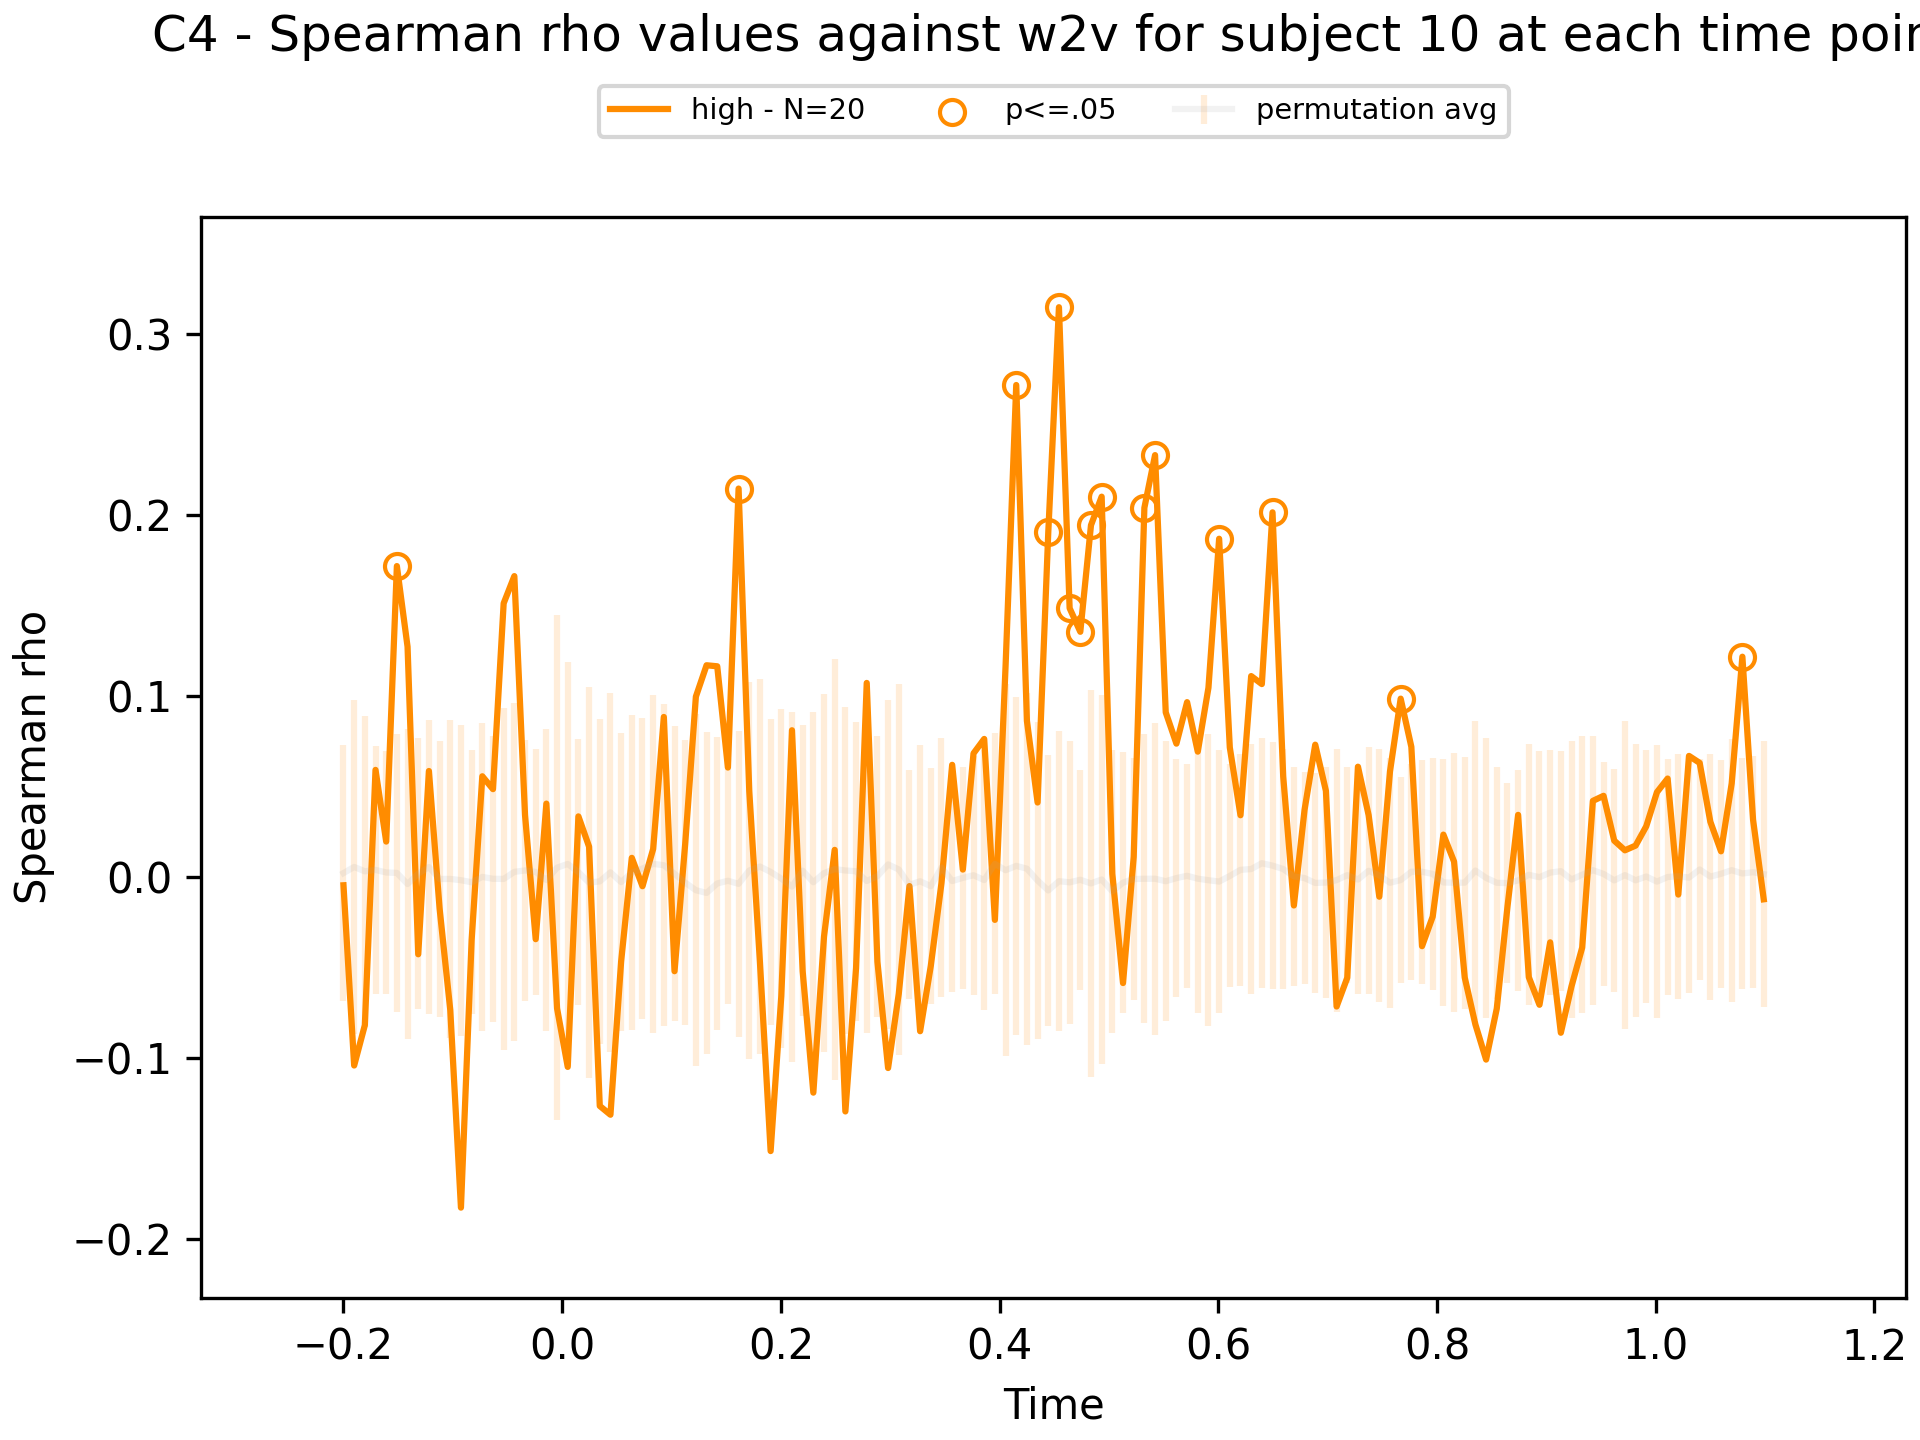 C4 - Spearman rho values against w2v for subject 10 at each time
high - N=20
p<=.05
permutation avg
Spearman rho
0.3
0.2
0.1
0.0
−0.1
−0.2
−0.2 0.0 0.2 0.4 0.6 0.8 1.0 1.2
Time